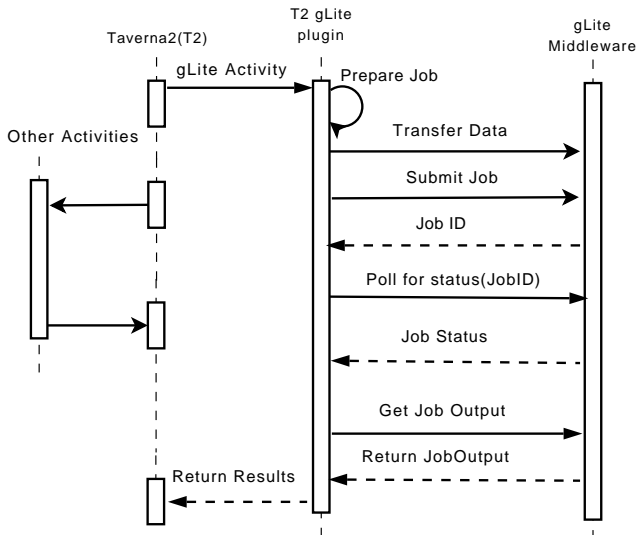 T2 gLite
plugin
gLite
Middleware
Taverna2(T2)
gLite Activity
Prepare Job
Other Activities
Transfer Data
Submit Job
Job ID
Poll for status(JobID)
Job Status
Get Job Output
Return JobOutput
Return Results